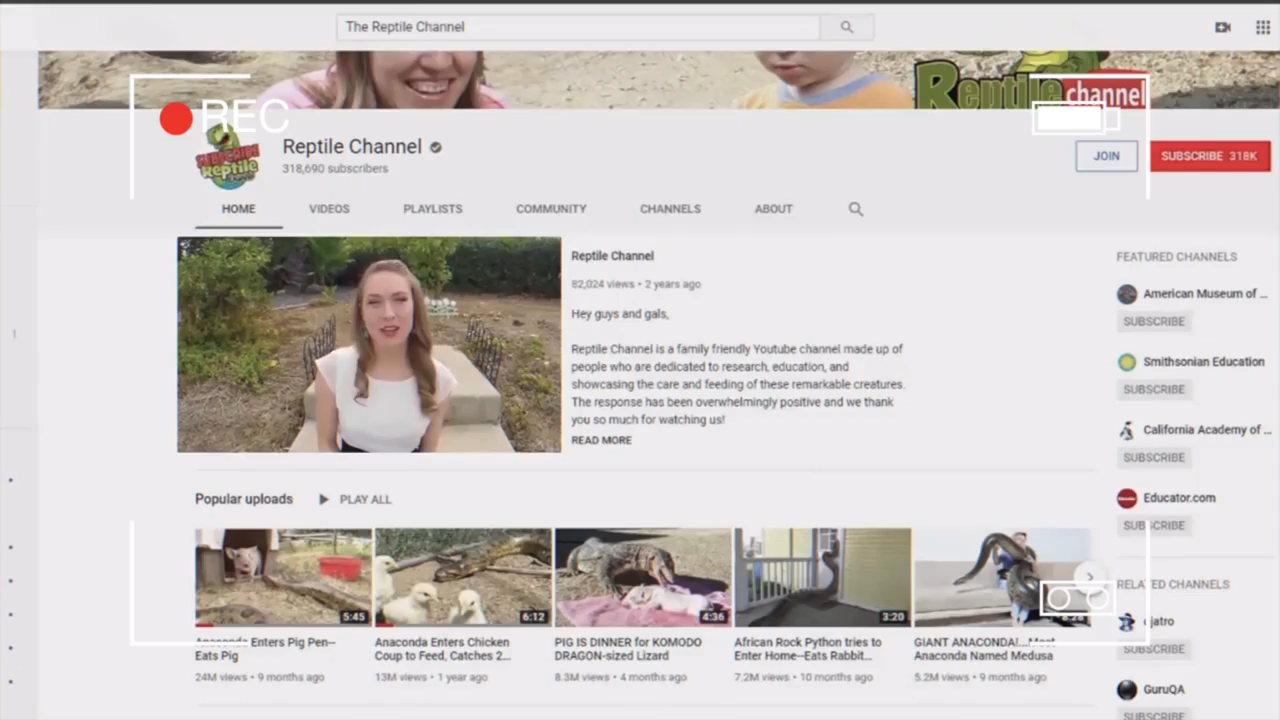 The Reptile Channel
Reptile
channel
REC
SUBSCRIBE
Reptile
Reptile Channel
318,690 subscribers
JOIN
SUBSCRIBE 318K
HOME VIDEOS PLAYLISTS COMMUNITY CHANNELS ABOUT
Reptile Channel
82,024 views • 2 years ago
Hey guys and gals,
Reptile Channel is a family friendly Youtube channel made up of
people who are dedicated to research, education, and
showcasing the care and feeding of these remarkable creatures.
The response has been overwhelmingly positive and we thank
you so much for watching us!
READ MORE
FEATURED CHANNELS
American Museum of ...
SUBSCRIBE
Smithsonian Education
SUBSCRIBE
California Academy of ...
SUBSCRIBE
Educator.com
SUBSCRIBE
RELATED CHANNELS
SUBSCRIBE
GuruQA
SUBSCRIBE
1
Popular uploads PLAY ALL
5:45
Anaconda Enters Pig Pen--
Eats Pig
24M views • 9 months ago
6:12
Anaconda Enters Chicken
Coup to Feed, Catches 2...
13M views • 1 year ago
4:36
PIG IS DINNER for KOMODO
DRAGON-sized Lizard
8.3M views • 4 months ago
3:20
African Rock Python tries to
Enter Home--Eats Rabbit...
7.2M views • 10 months ago
GIANT ANACONDA!...Meet
Anaconda Named Medusa
5.2M views • 9 months ago